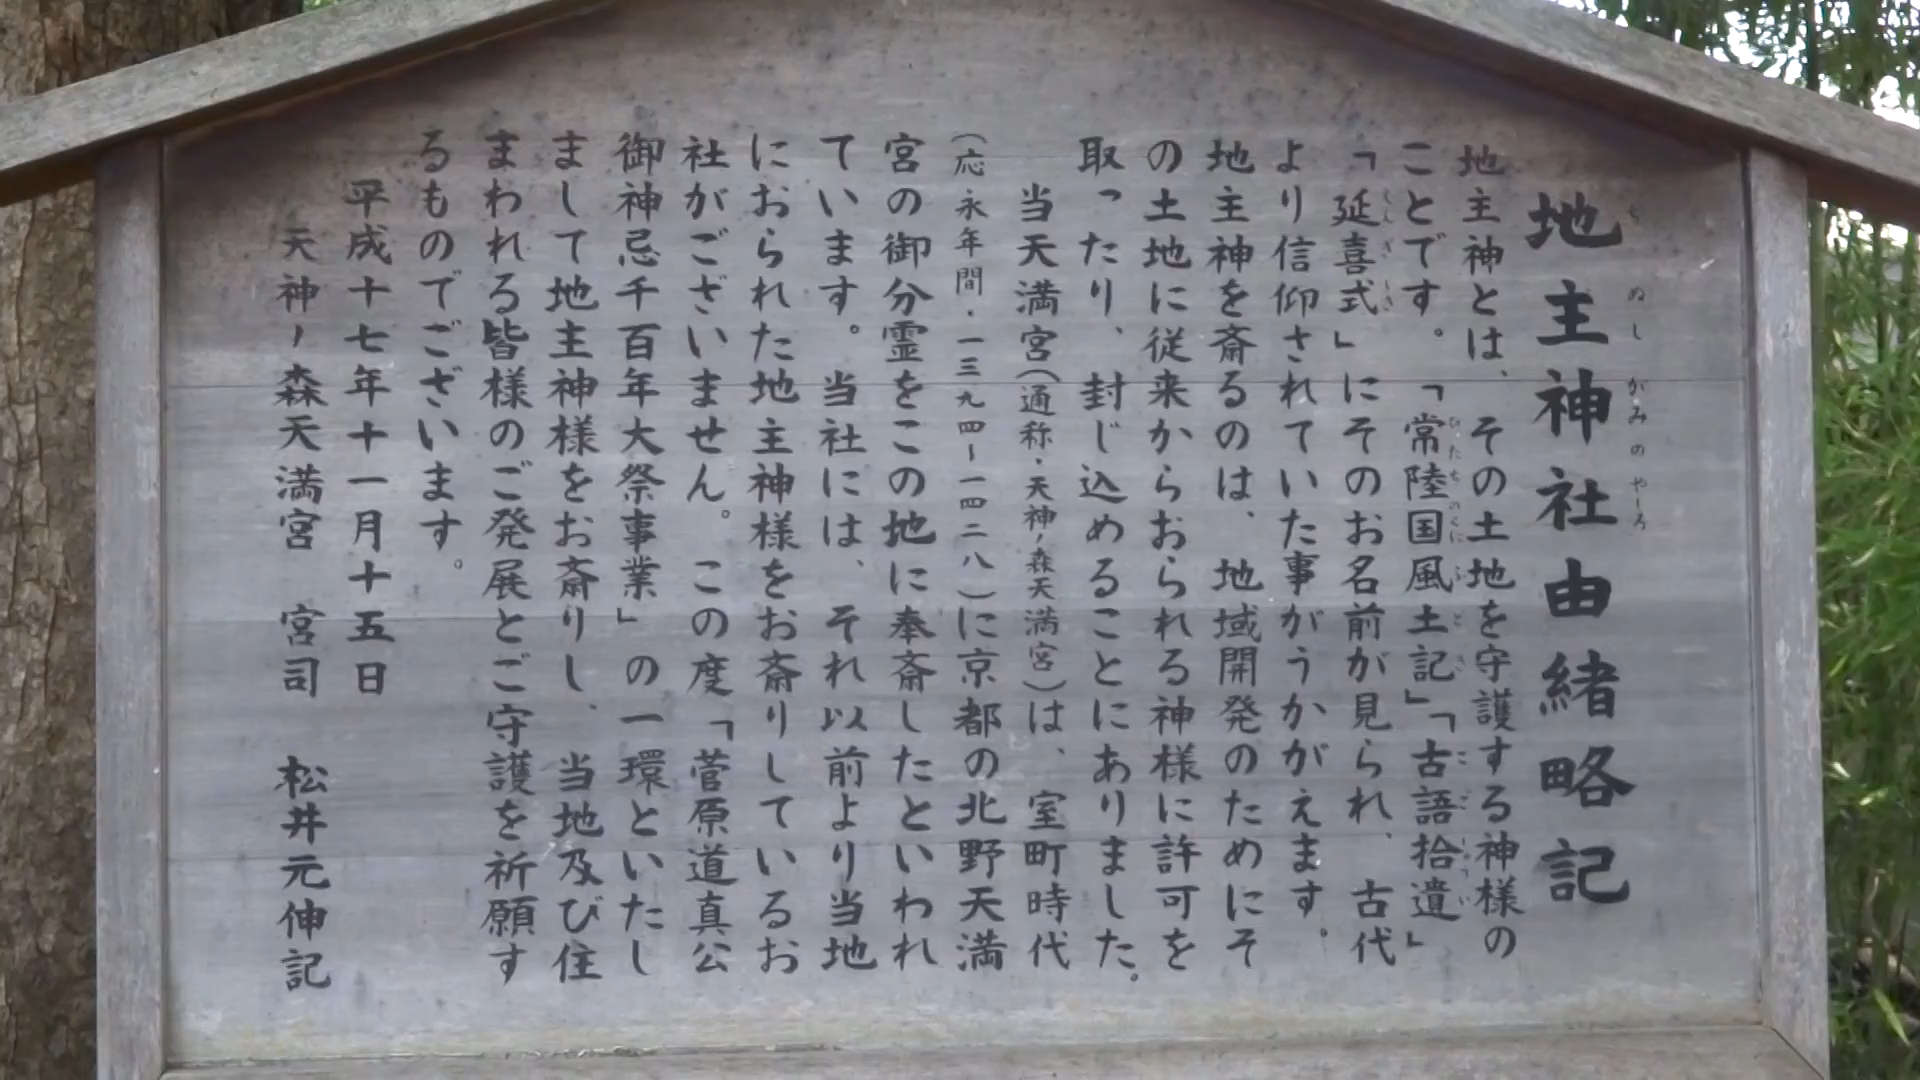 地主神社由緒略記
地主神とは、その土地を守護する神様の
ことです。「常陸国風土記」「古語拾遺」
「延喜式」にそのお名前が見られ、古代
より信仰されていた事がうかがえます。
地主神を斎るのは、地域開発のためにそ
の土地に従来からおられる神様に許可を
取ったり、封じ込めることにありました。
当天満宮(通称・天神ノ森天満宮)は、室町時代
(応永年間・一三九四〜一四二八)に京都の北野天満
宮の御分霊をこの地に奉斎したといわれ
ています。当社には、それ以前より当地
におられた地主神様をお斎りしているお
社がございません。この度「菅原道真公
御神忌千百年大祭事業」の一環といたし
まして地主神様をお斎りし、当地及び住
まわれる皆様のご発展とご守護を祈願す
るものでございます。
平成十七年十一月十五日
天神ノ森天満宮 宮司 松井元伸記